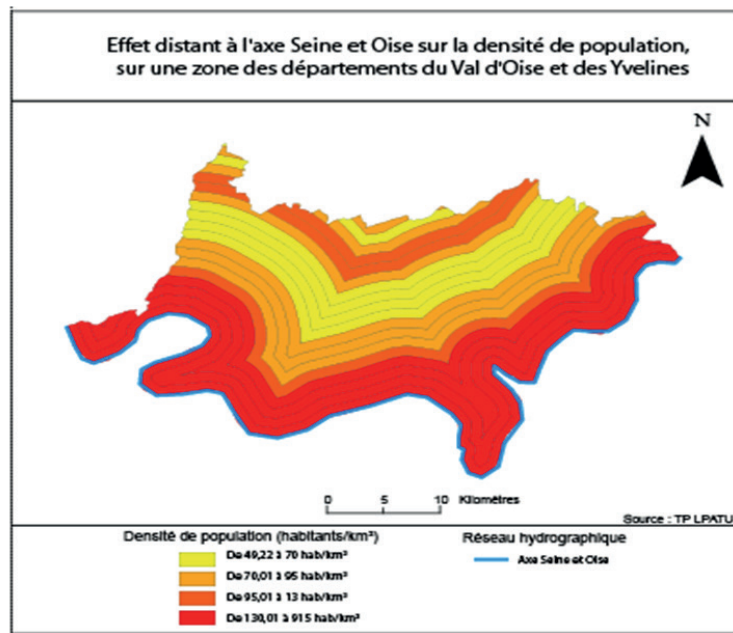 Effet distant à l'axe Seine et Oise sur la densité de population,
sur une zone des départements du Val d'Oise et des Yvelines
N
0 5 10 Kilomètres
Source : TP LPATU
Densité de population (habitants/km²)
De 49,22 à 70 hab/km²
De 70,01 à 95 hab/km²
De 95,01 à 13 hab/km²
De 130,01 à 915 hab/km²
Réseau hydrographique
Axe Seine et Oise